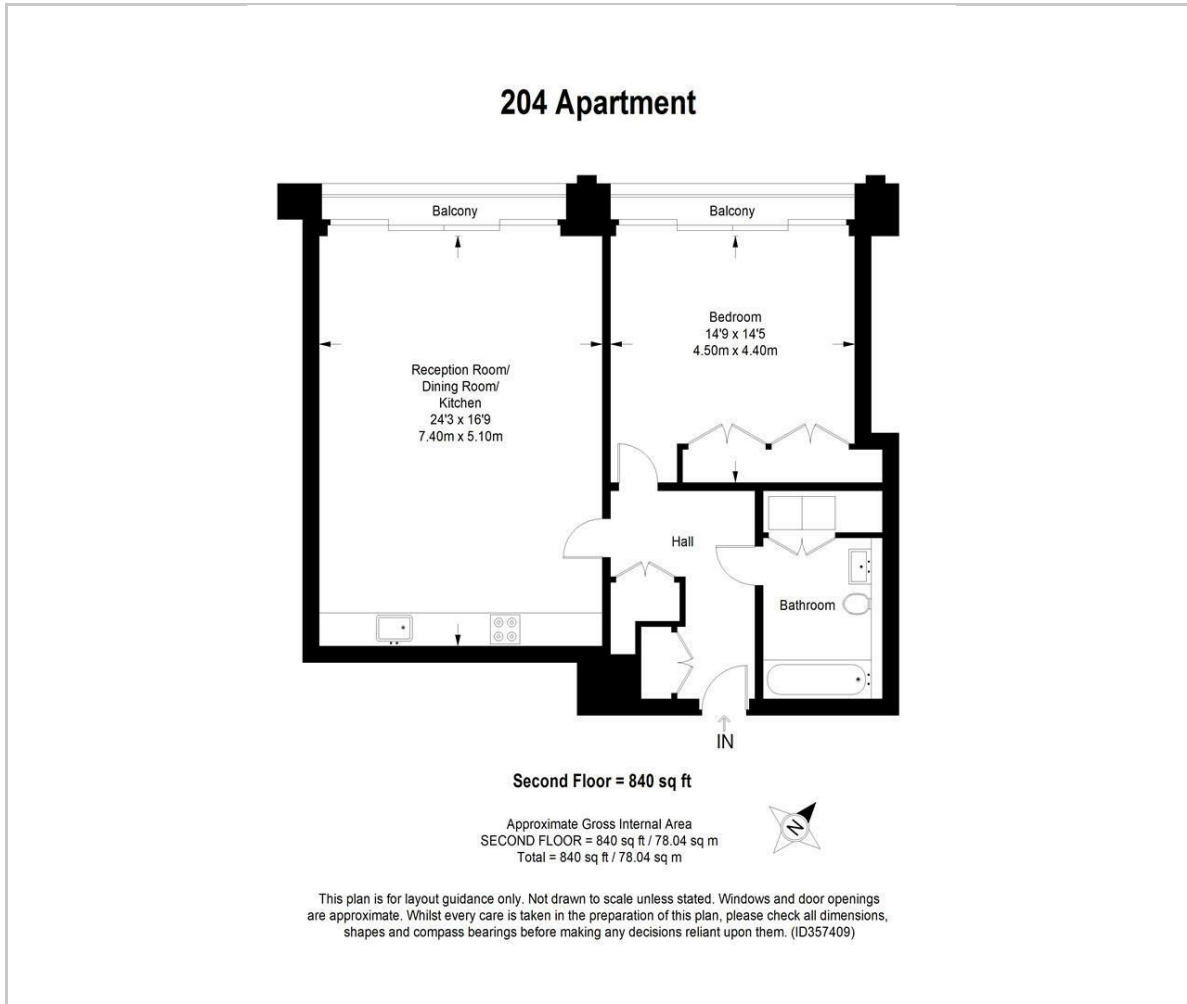 204 Apartment
Balcony
Balcony
Bedroom
14'9 x 14'5
4.50m x 4.40m
Reception Room/
Dining Room/
Kitchen
24'3 x 16'9
7.40m x 5.10m
Hall
Bathroom
IN
Second Floor = 840 sq ft
Approximate Gross Internal Area
SECOND FLOOR = 840 sq ft / 78.04 sq m
Total = 840 sq ft / 78.04 sq m
N
This plan is for layout guidance only. Not drawn to scale unless stated. Windows and door openings
are approximate. Whilst every care is taken in the preparation of this plan, please check all dimensions,
shapes and compass bearings before making any decisions reliant upon them. (ID357409)